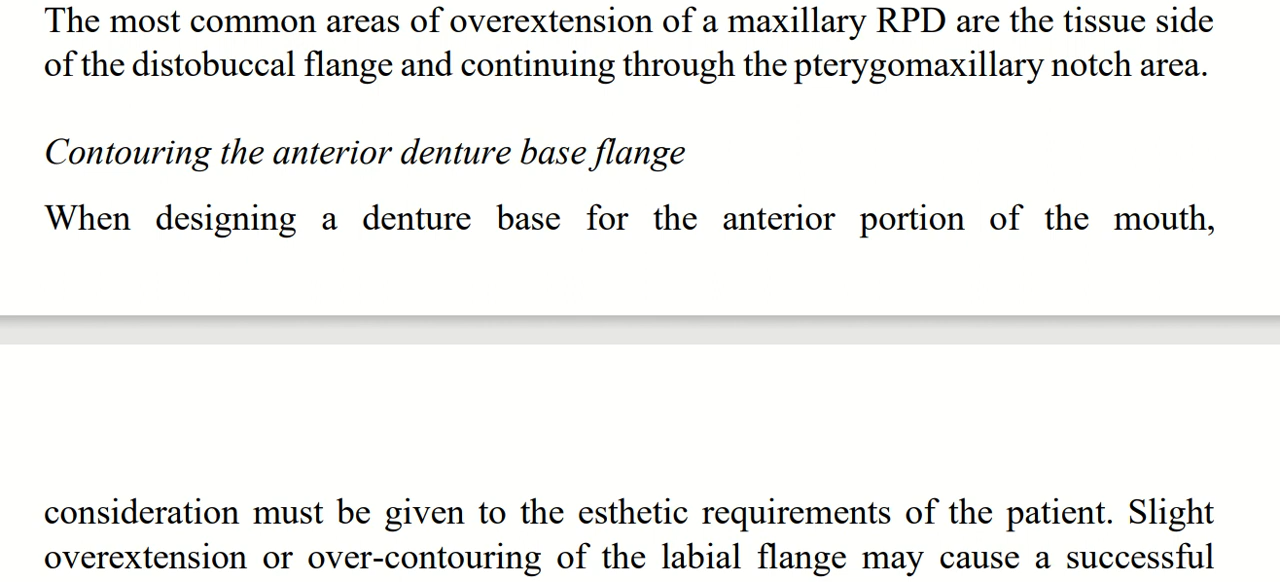 The most common areas of overextension of a maxillary RPD are the tissue side
of the distobuccal flange and continuing through the pterygomaxillary notch area.
Contouring the anterior denture base flange
When designing a denture base for the anterior portion of the mouth,
consideration must be given to the esthetic requirements of the patient. Slight
overextension or over-contouring of the labial flange may cause a successful